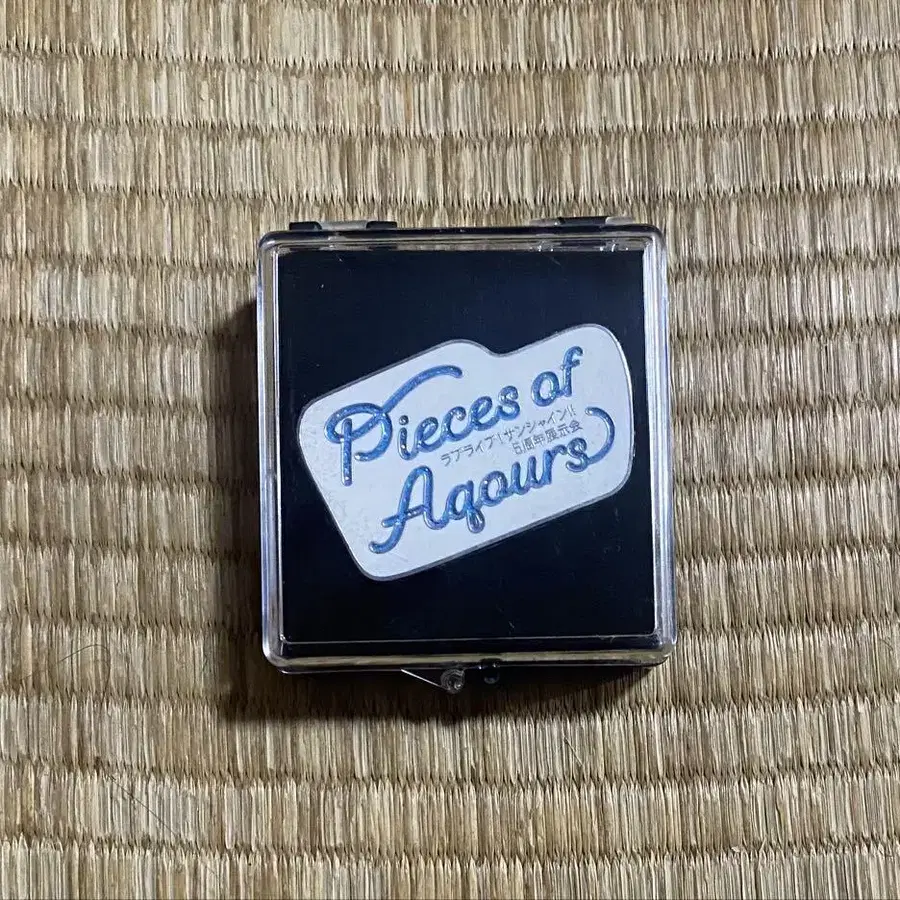 Pieces of
ラブライブ！サンシャイン!!
5周年展示会
Aqours